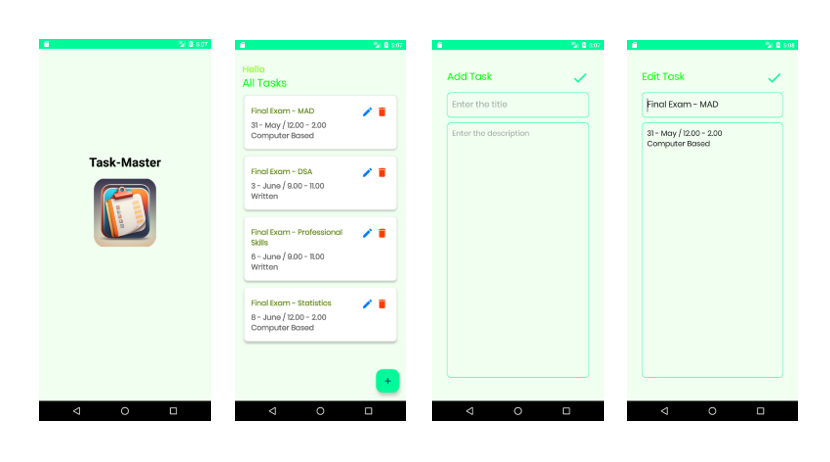 5:07
Task-Master
5:07
Hello
All Tasks
Final Exam - MAD
31 - May / 12.00 - 2.00
Computer Based
Final Exam - DSA
3 - June / 9.00 - 11.00
Written
Final Exam - Professional
Skills
6 - June / 9.00 - 11.00
Written
Final Exam - Statistics
8 - June / 12.00 - 2.00
Computer Based
+
5:07
Add Task
Enter the title
Enter the description
5:08
Edit Task
Final Exam - MAD
31 - May / 12.00 - 2.00
Computer Based